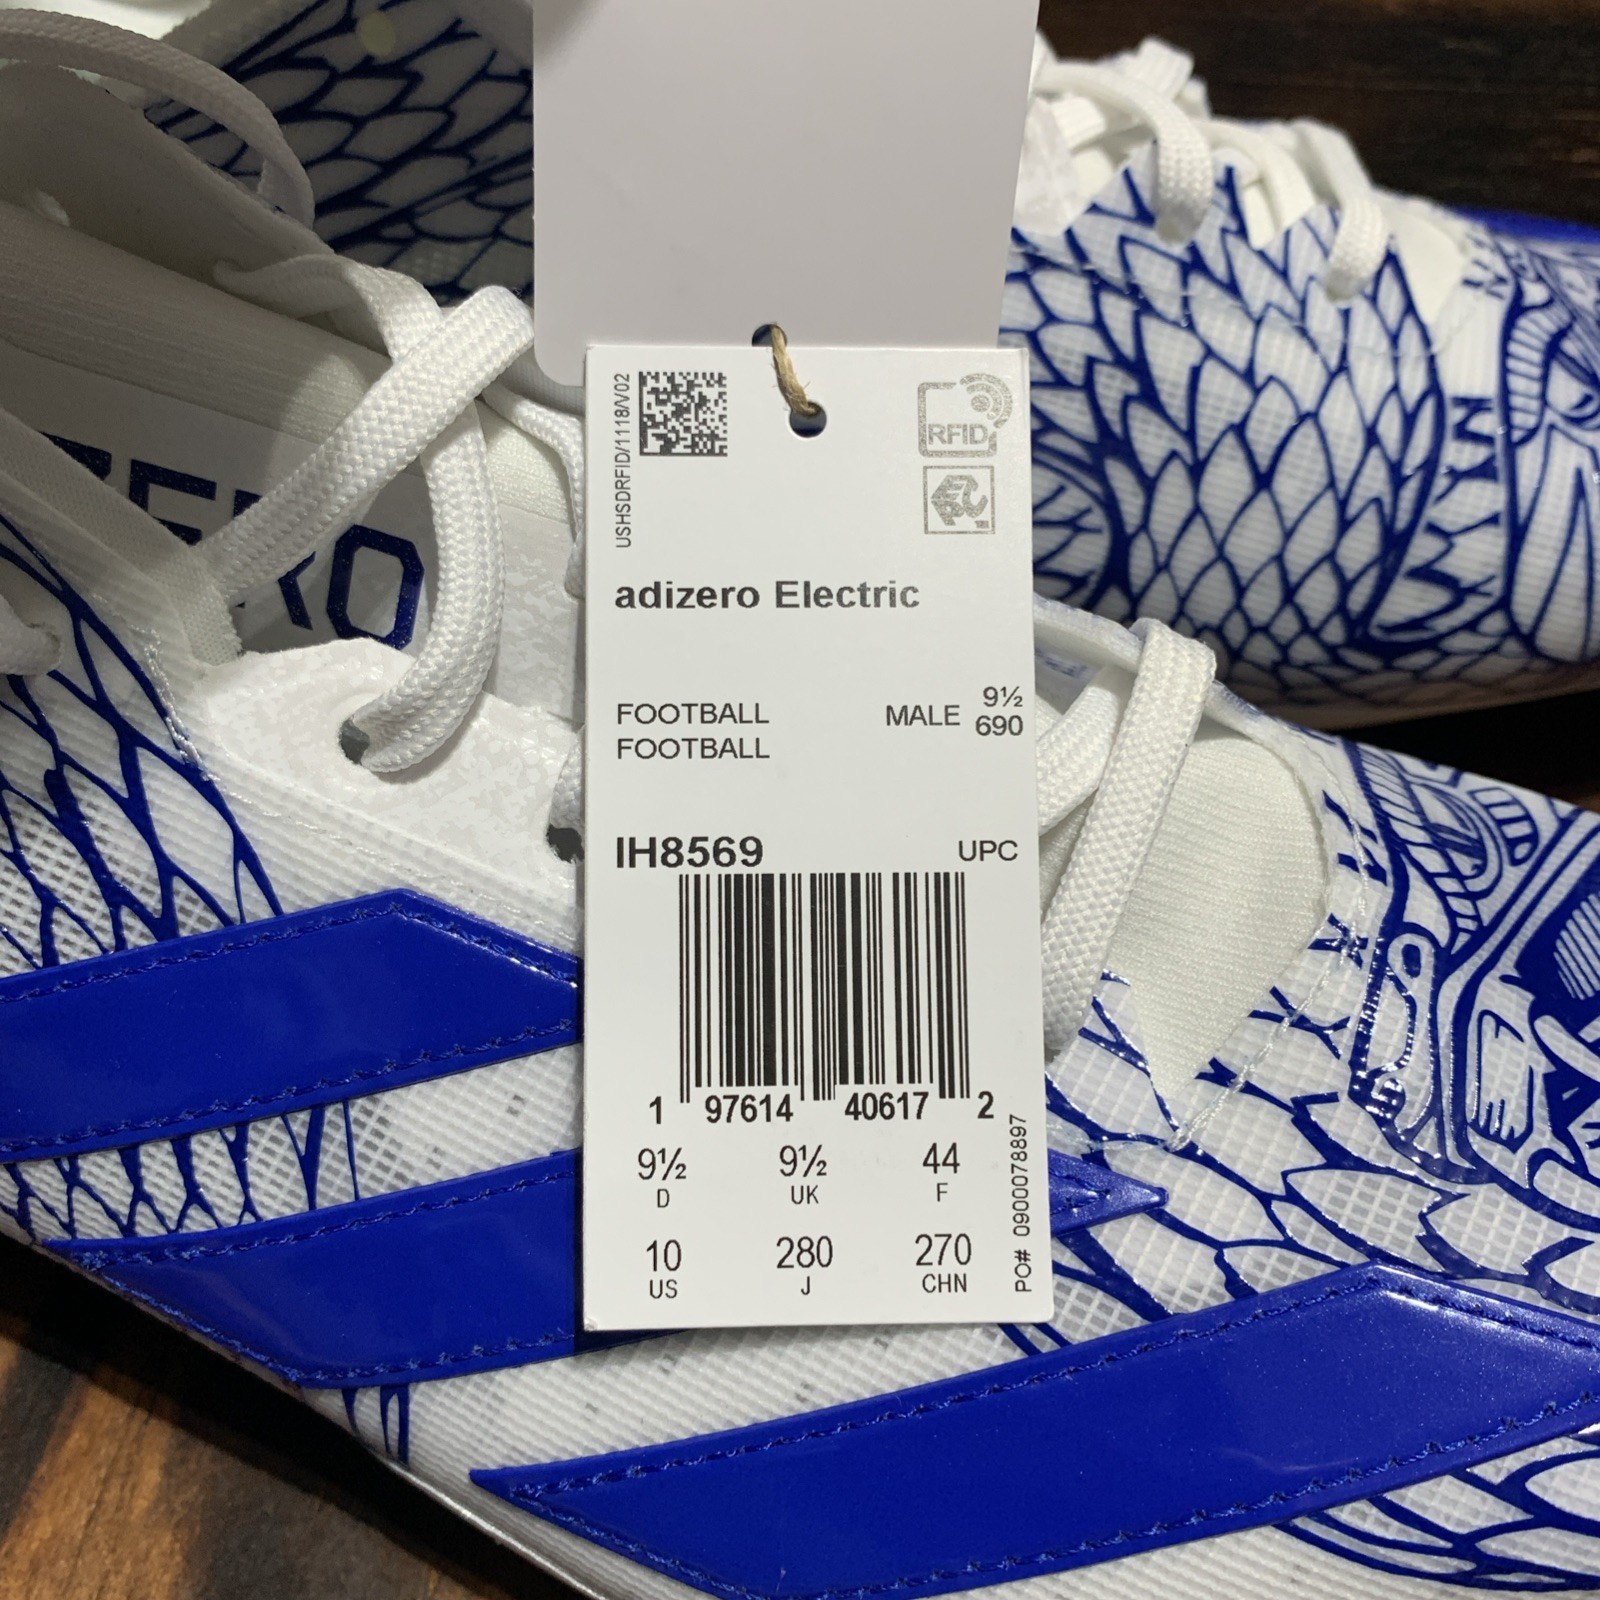 USHSDRFID/1118/V02
RFID
adizero Electric
FOOTBALL
FOOTBALL
MALE 9½
690
IH8569 UPC
1 97614 40617 2
9½ 9½ 44
D UK F
10 280 270
US J CHN
PO# 0900078897
ZERO